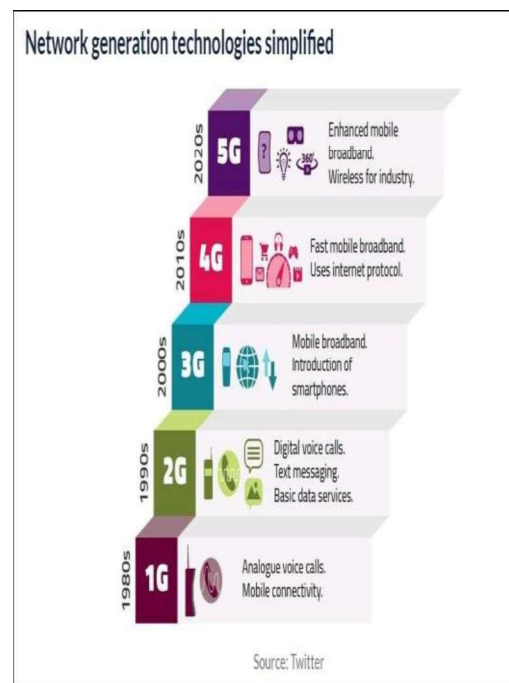 Network generation technologies simplified
2020s
5G
?
360°
Enhanced mobile
broadband.
Wireless for industry.
2010s
4G
Fast mobile broadband.
Uses internet protocol.
2000s
3G
Mobile broadband.
Introduction of
smartphones.
1990s
2G
Digital voice calls.
Text messaging.
Basic data services.
1980s
1G
Analogue voice calls.
Mobile connectivity.
Source: Twitter